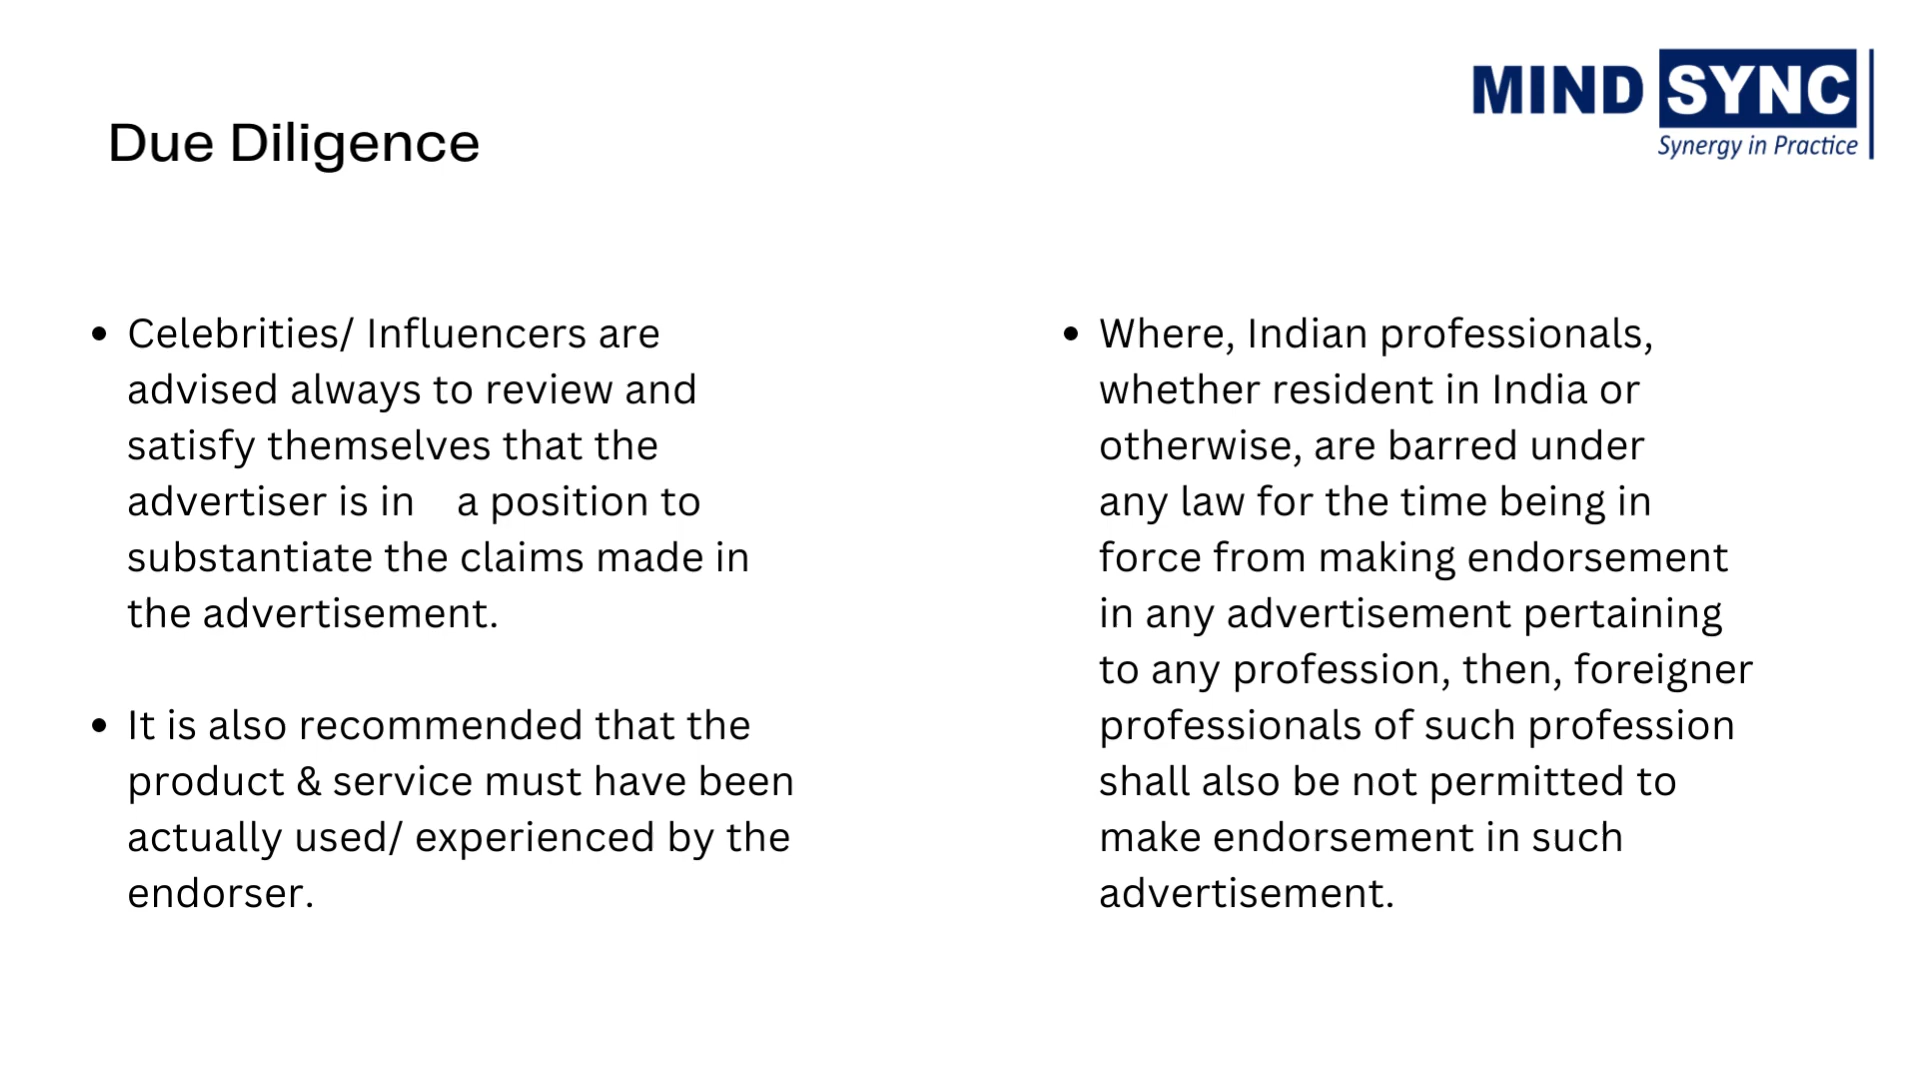 MIND SYNC
Synergy in Practice
Due Diligence
• Celebrities/ Influencers are
advised always to review and
satisfy themselves that the
advertiser is in    a position to
substantiate the claims made in
the advertisement.
• It is also recommended that the
product & service must have been
actually used/ experienced by the
endorser.
• Where, Indian professionals,
whether resident in India or
otherwise, are barred under
any law for the time being in
force from making endorsement
in any advertisement pertaining
to any profession, then, foreigner
professionals of such profession
shall also be not permitted to
make endorsement in such
advertisement.